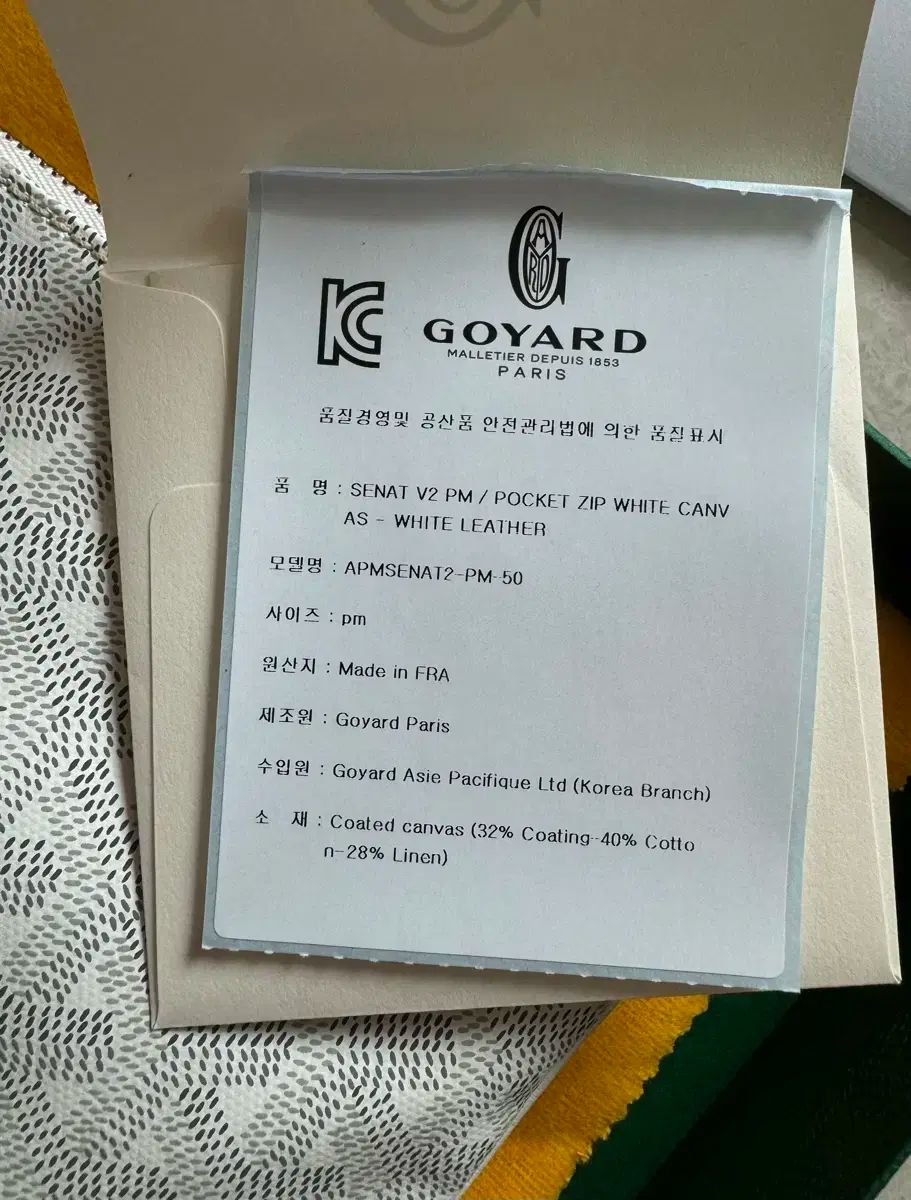 KC
GOYARD
MALLETIER DEPUIS 1853
PARIS
품질경영및 공산품 안전관리법에 의한 품질표시
품 명 : SENAT V2 PM / POCKET ZIP WHITE CANV
AS - WHITE LEATHER
모델명 : APMSENAT2-PM-50
사이즈 : pm
원산지 : Made in FRA
제조원 : Goyard Paris
수입원 : Goyard Asie Pacifique Ltd (Korea Branch)
소 재 : Coated canvas (32% Coating-40% Cotto
n-28% Linen)